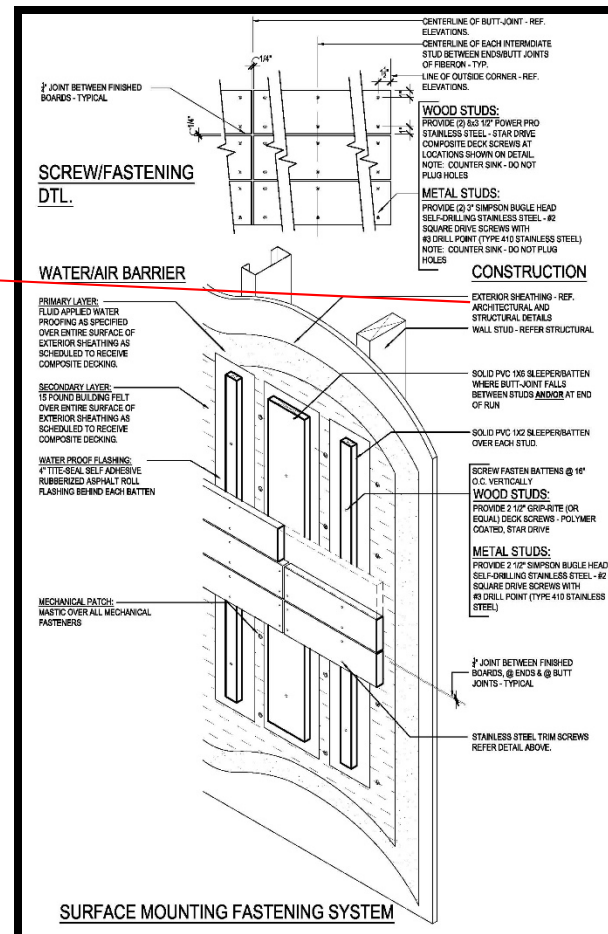 CENTERLINE OF BUTT-JOINT - REF.
ELEVATIONS.
CENTERLINE OF EACH INTERMDIATE
STUD BETWEEN ENDS/BUTT JOINTS
OF FIBERON - TYP.
LINE OF OUTSIDE CORNER - REF.
ELEVATIONS.
1/4"
JOINT BETWEEN FINISHED
BOARDS - TYPICAL
1/4"
1"
1"
SCREW/FASTENING
DTL.
WOOD STUDS:
PROVIDE (2) 8x3 1/2" POWER PRO
STAINLESS STEEL - STAR DRIVE
COMPOSITE DECK SCREWS AT
LOCATIONS SHOWN ON DETAIL.
NOTE: COUNTER SINK - DO NOT
PLUG HOLES
METAL STUDS:
PROVIDE (2) 3" SIMPSON BUGLE HEAD
SELF-DRILLING STAINLESS STEEL - #2
SQUARE DRIVE SCREWS WITH
#3 DRILL POINT (TYPE 410 STAINLESS STEEL)
NOTE: COUNTER SINK - DO NOT PLUG
HOLES
WATER/AIR BARRIER
PRIMARY LAYER:
FLUID APPLIED WATER
PROOFING AS SPECIFIED
OVER ENTIRE SURFACE OF
EXTERIOR SHEATHING AS
SCHEDULED TO RECEIVE
COMPOSITE DECKING.
SECONDARY LAYER:
15 POUND BUILDING FELT
OVER ENTIRE SURFACE OF
EXTERIOR SHEATHING AS
SCHEDULED TO RECEIVE
COMPOSITE DECKING.
WATER PROOF FLASHING:
4" TITE-SEAL SELF ADHESIVE
RUBBERIZED ASPHALT ROLL
FLASHING BEHIND EACH BATTEN
MECHANICAL PATCH:
MASTIC OVER ALL MECHANICAL
FASTENERS
CONSTRUCTION
EXTERIOR SHEATHING - REF.
ARCHITECTURAL AND
STRUCTURAL DETAILS
WALL STUD - REFER STRUCTURAL
SOLID PVC 1X6 SLEEPER/BATTEN
WHERE BUTT-JOINT FALLS
BETWEEN STUDS AND/OR AT END
OF RUN
SOLID PVC 1X2 SLEEPER/BATTEN
OVER EACH STUD.
SCREW FASTEN BATTENS @ 16"
O.C. VERTICALLY
WOOD STUDS:
PROVIDE 2 1/2" GRIP-RITE (OR
EQUAL) DECK SCREWS - POLYMER
COATED, STAR DRIVE
METAL STUDS:
PROVIDE 2 1/2" SIMPSON BUGLE HEAD
SELF-DRILLING STAINLESS STEEL - #2
SQUARE DRIVE SCREWS WITH
#3 DRILL POINT (TYPE 410 STAINLESS
STEEL)
JOINT BETWEEN FINISHED
BOARDS, @ ENDS & @ BUTT
JOINTS - TYPICAL
STAINLESS STEEL TRIM SCREWS
REFER DETAIL ABOVE.
SURFACE MOUNTING FASTENING SYSTEM